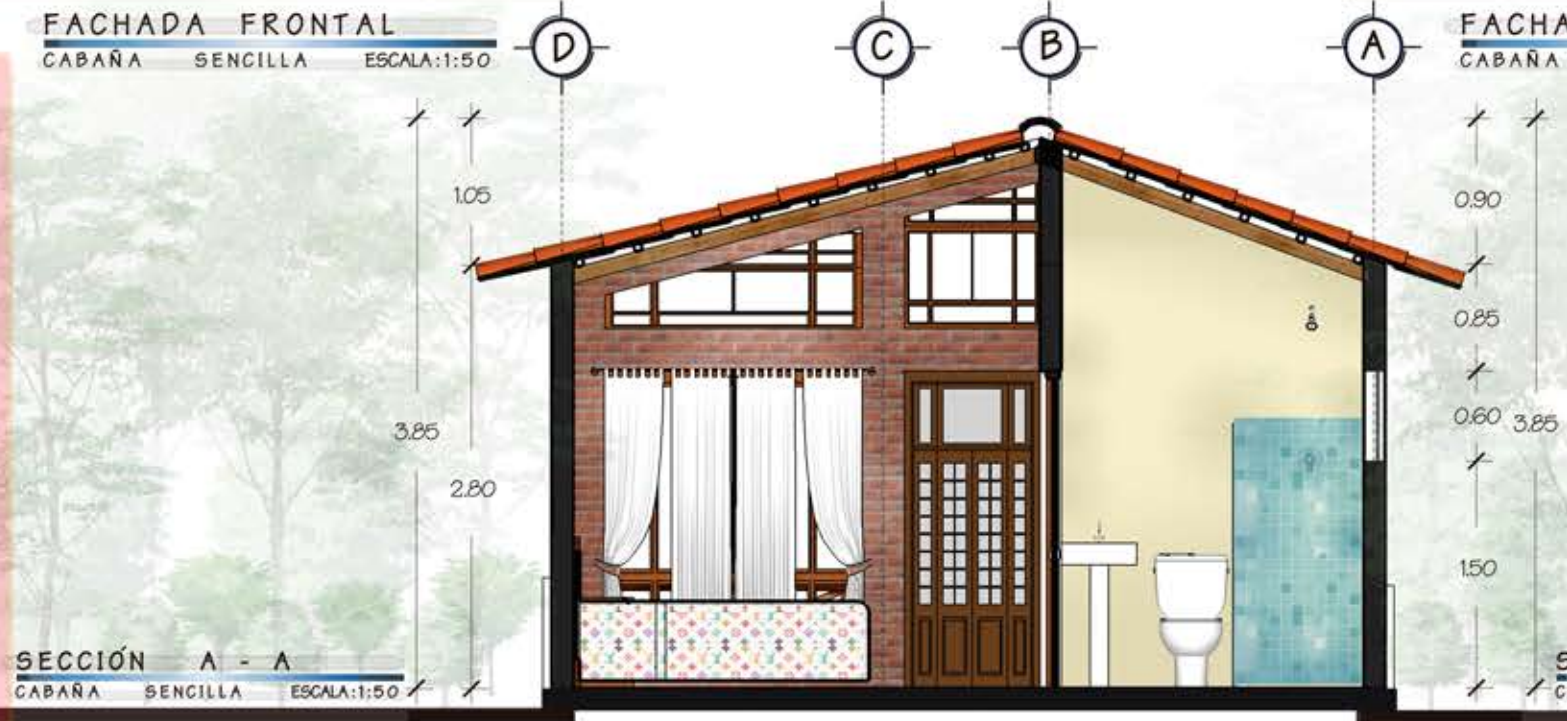 FACHADA FRONTAL
CABAÑA SENCILLA ESCALA:1:50
D
C
B
A
FACHA
CABAÑA
1.05
3.85
2.80
0.90
0.85
0.60
3.85
1.50
SECCIÓN A - A
CABAÑA SENCILLA ESCALA:1:50